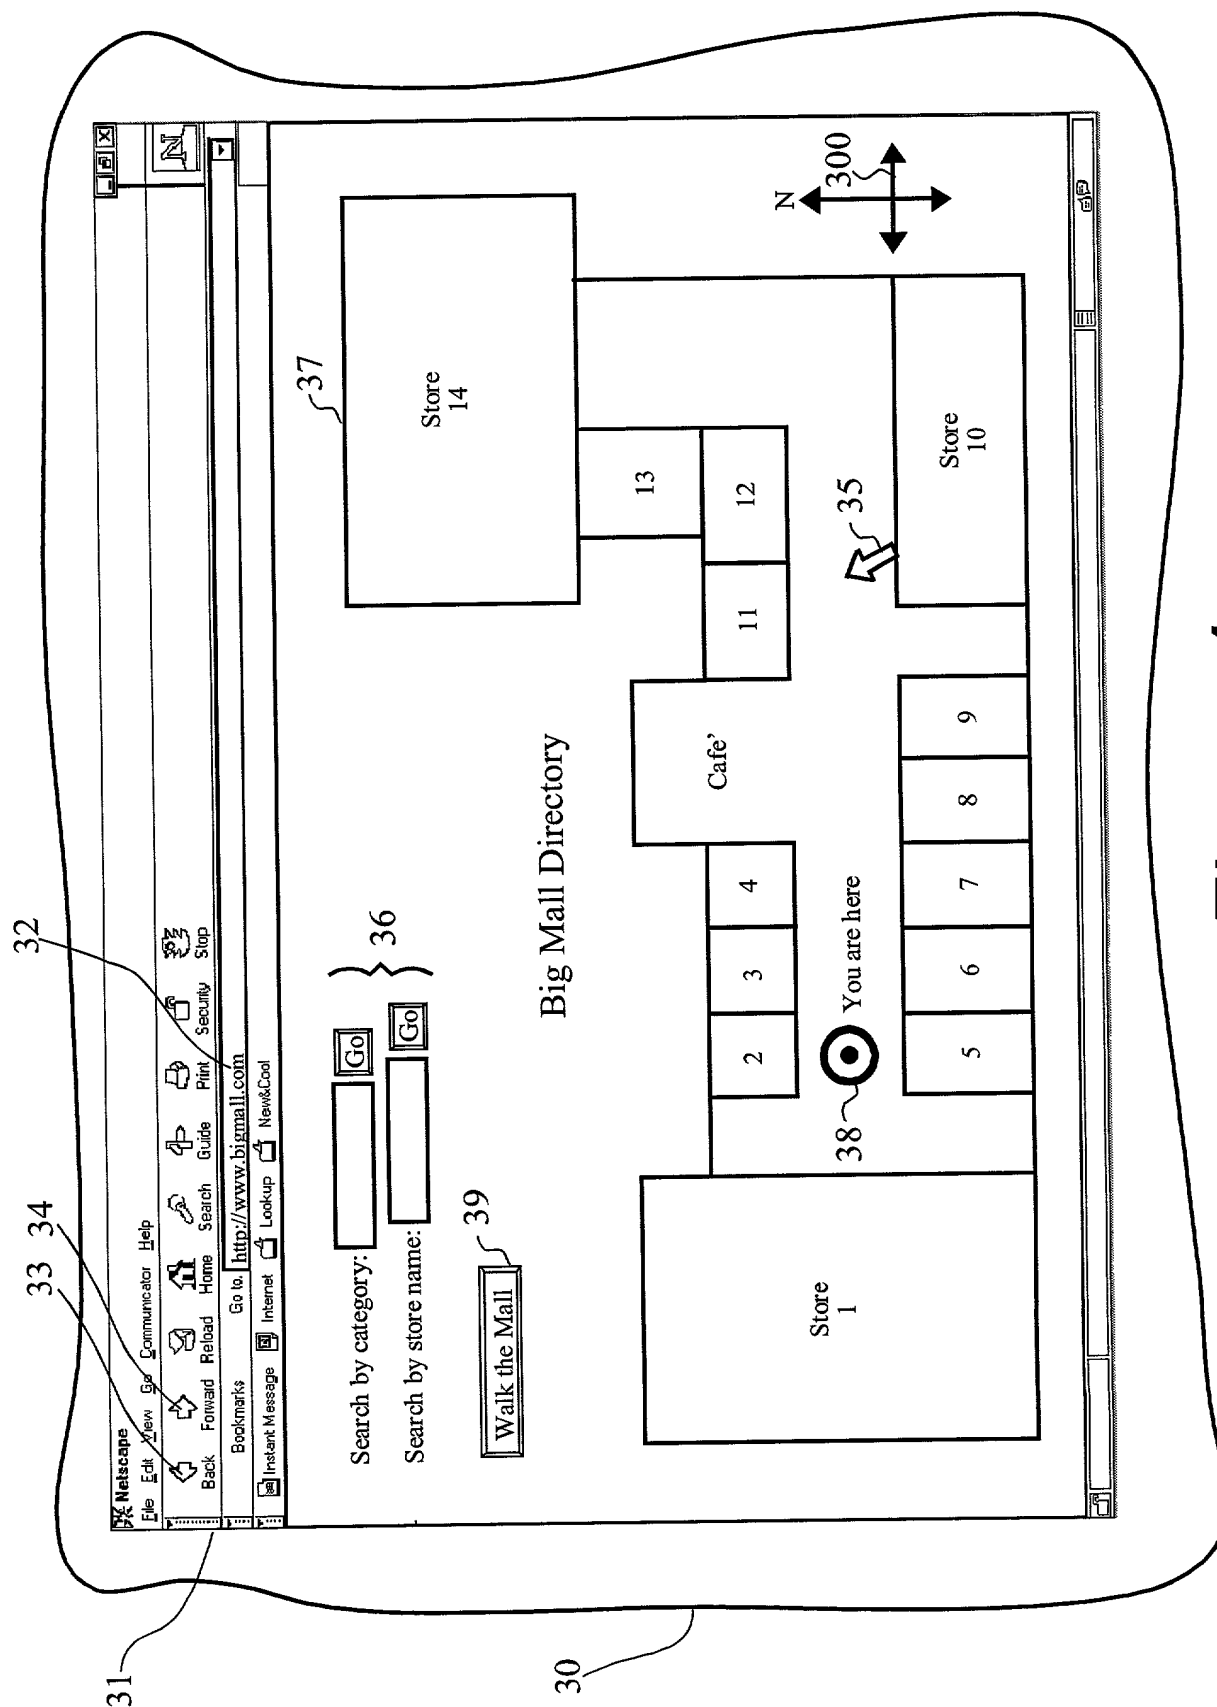 32
33
34
31
Netscape
File Edit View Go Communicator Help
Back Forward Reload Home Search Guide Print Security Stop
N
Bookmarks Go to. http://www.bigmall.com
Instant Message Internet Lookup New&Cool
Search by category: Go
Search by store name: Go
36
37
Walk the Mall
39
Big Mall Directory
Store
14
13
2 3 4 Cafe' 11 12
N
300
Store
1
38
You are here
35
5 6 7 8 9
Store
10
30